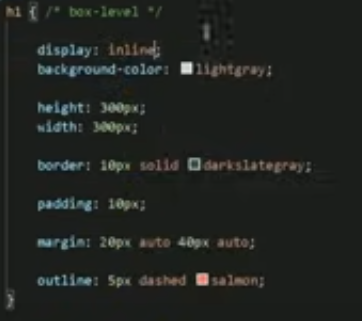 h1 { /* box-level */
display: inline;
background-color: lightgray;
height: 300px;
width: 300px;
border: 10px solid darkslategray;
padding: 10px;
margin: 20px auto 40px auto;
outline: 5px dashed salmon;
}